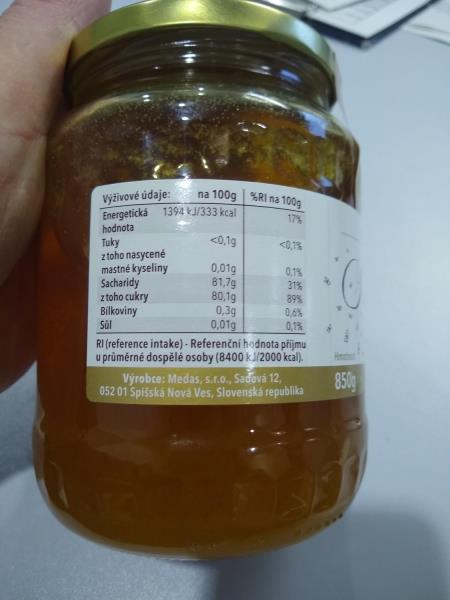 Výživové údaje: na 100g %RI na 100g
Energetická 1394 kJ/333 kcal 17%
hodnota
Tuky <0,1g <0,1%
z toho nasycené
mastné kyseliny 0,01g 0,1%
Sacharidy 81,7g 31%
z toho cukry 80,1g 89%
Bílkoviny 0,3g 0,6%
Sůl 0,01g 0,1%
RI (reference intake) - Referenční hodnota příjmu
u průměrné dospělé osoby (8400 kJ/2000 kcal).
Výrobce: Medas, s.r.o., Sadová 12,
052 01 Spišská Nová Ves, Slovenská republika
Hmotnost:
850g